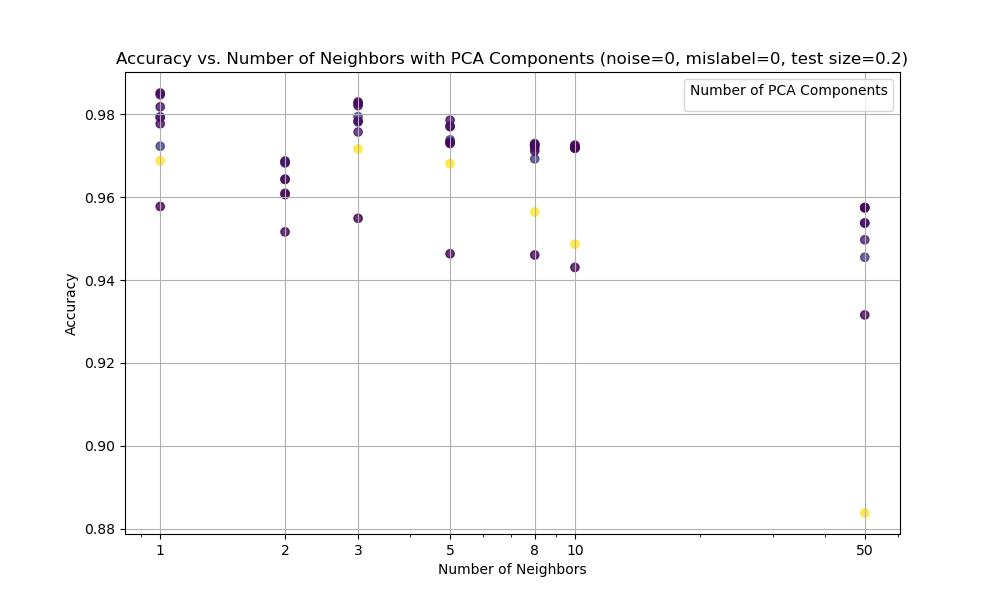 Accuracy vs. Number of Neighbors with PCA Components (noise=0, mislabel=0, test size=0.2)
Number of PCA Components
0.98
0.96
0.94
0.92
0.90
0.88
Accuracy
1 2 3 5 8 10 50
Number of Neighbors